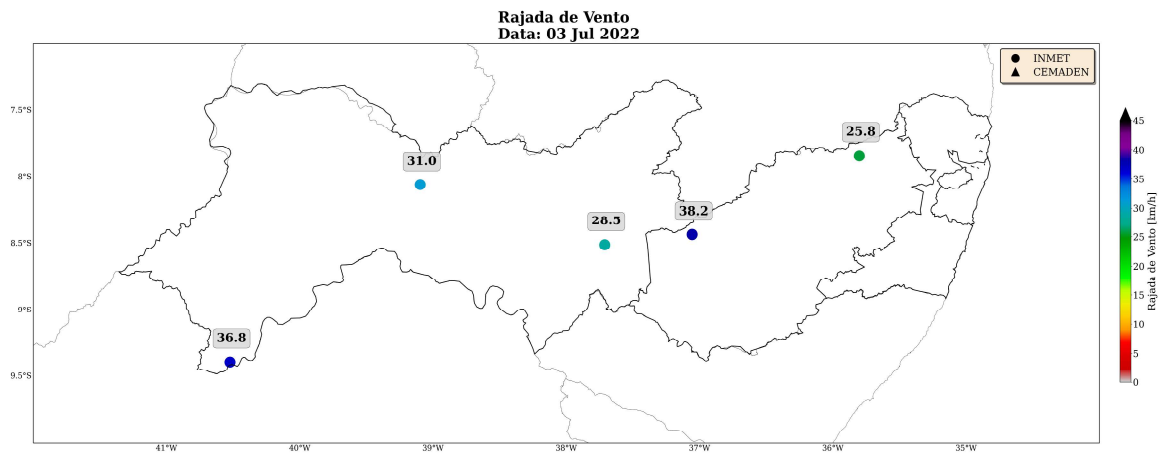 Rajada de Vento
Data: 03 Jul 2022
INMET
CEMADEN
7.5°S
8°S
8.5°S
9°S
9.5°S
25.8
31.0
38.2
28.5
36.8
41°W
40°W
39°W
38°W
37°W
36°W
35°W
45
40
35
30
25
20
15
10
5
0
Rajada de Vento [km/h]